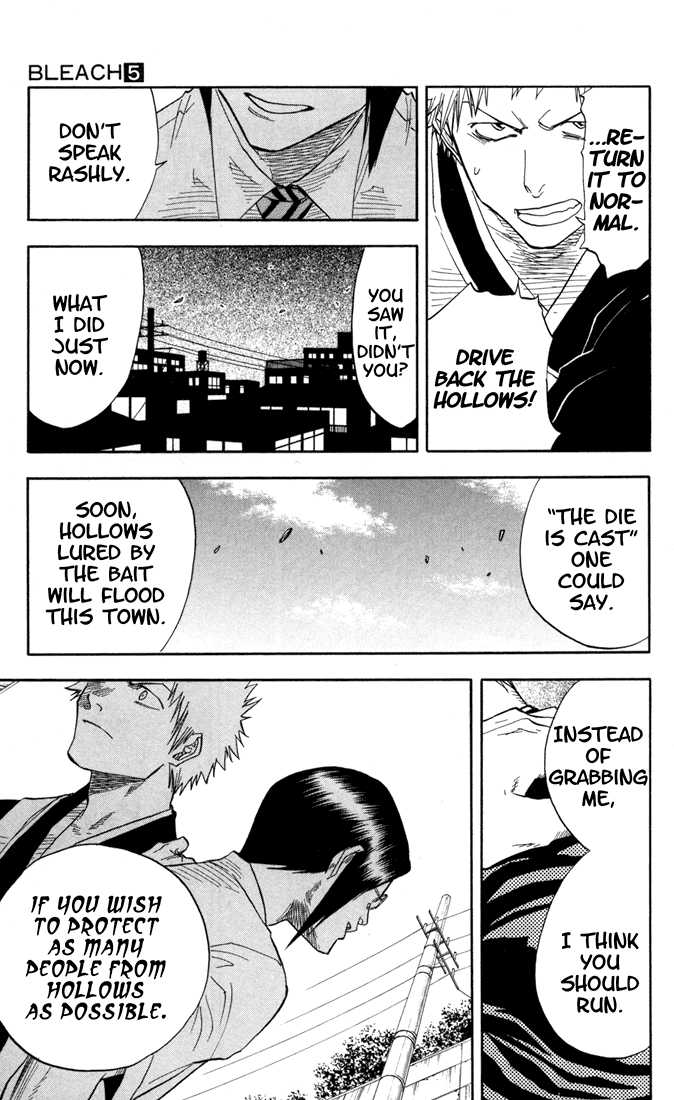 BLEACH 5
...RE-
TURN
IT TO
NOR-
MAL.
DRIVE
BACK THE
HOLLOWS!
DON'T
SPEAK
RASHLY.
YOU
SAW
IT,
DIDN'T
YOU?
WHAT
I DID
JUST
NOW.
"THE DIE
IS CAST"
ONE
COULD
SAY.
SOON,
HOLLOWS
LURED BY
THE BAIT
WILL FLOOD
THIS TOWN.
INSTEAD
OF
GRABBING
ME,
I THINK
YOU
SHOULD
RUN.
IF YOU WISH
TO PROTECT
AS MANY
PEOPLE FROM
HOLLOWS
AS POSSIBLE.